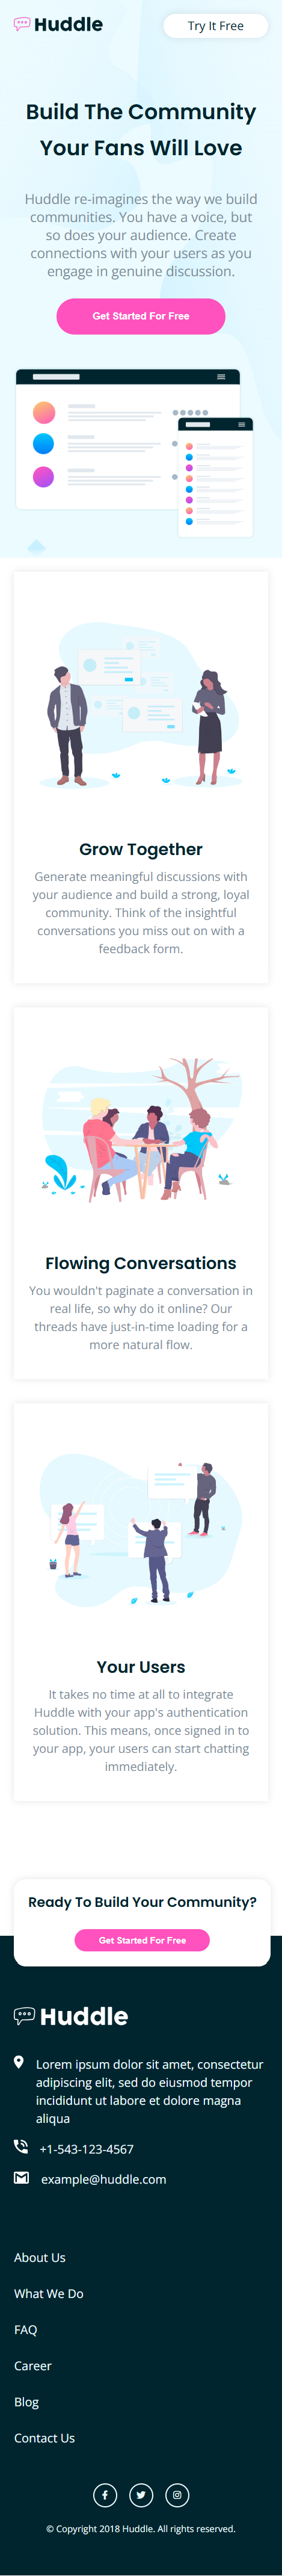 Huddle
Try It Free
Build The Community
Your Fans Will Love
Huddle re-imagines the way we build
communities. You have a voice, but
so does your audience. Create
connections with your users as you
engage in genuine discussion.
Get Started For Free
Grow Together
Generate meaningful discussions with
your audience and build a strong, loyal
community. Think of the insightful
conversations you miss out on with a
feedback form.
Flowing Conversations
You wouldn't paginate a conversation in
real life, so why do it online? Our
threads have just-in-time loading for a
more natural flow.
Your Users
It takes no time at all to integrate
Huddle with your app's authentication
solution. This means, once signed in to
your app, your users can start chatting
immediately.
Ready To Build Your Community?
Get Started For Free
Huddle
Lorem ipsum dolor sit amet, consectetur
adipiscing elit, sed do eiusmod tempor
incididunt ut labore et dolore magna
aliqua
+1-543-123-4567
example@huddle.com
About Us
What We Do
FAQ
Career
Blog
Contact Us
© Copyright 2018 Huddle. All rights reserved.